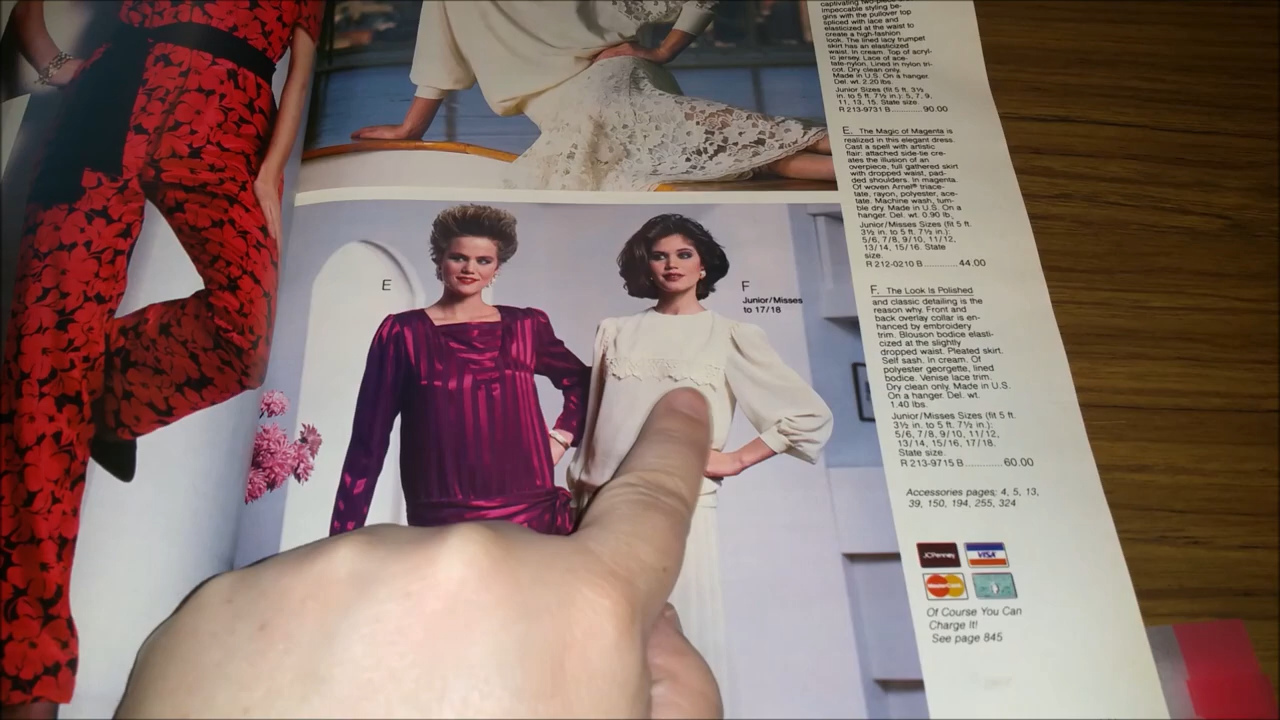 captivating two-
impeccable styling be-
gins with the pullover top
spliced with lace and
elasticized at the waist to
create a high-fashion
look. The lined lacy trumpet
skirt has an elasticized
waist. In cream. Top of acryl-
ic jersey. Lace of ace-
tate-nylon. Lined in nylon tri-
cot. Dry clean only.
Made in U.S. On a hanger.
Del. wt. 2.20 lbs.
Junior Sizes (fit 5 ft. 3½
in. to 5 ft. 7½ in.): 5, 7, 9,
11, 13, 15. State size.
R 213-9731 B ............ 90.00
E. The Magic of Magenta is
realized in this elegant dress.
Cast a spell with artistic
flair: attached side-tie cre-
ates the illusion of an
overpiece, full gathered skirt
with dropped waist, pad-
ded shoulders. In magenta.
Of woven Arnel® triace-
tate, rayon, polyester, ace-
tate. Machine wash, tum-
ble dry. Made in U.S. On a
hanger. Del. wt. 0.90 lb.
Junior/Misses Sizes (fit 5 ft.
3½ in. to 5 ft. 7½ in.):
5/6, 7/8, 9/10, 11/12,
13/14, 15/16. State
size.
R 212-0210 B ............ 44.00
F. The Look Is Polished
and classic detailing is the
reason why. Front and
back overlay collar is en-
hanced by embroidery
trim. Blouson bodice elasti-
cized at the slightly
dropped waist. Pleated skirt.
Self sash. In cream. Of
polyester georgette, lined
bodice. Venise lace trim.
Dry clean only. Made in U.S.
On a hanger. Del. wt.
1.40 lbs.
Junior/Misses Sizes (fit 5 ft.
3½ in. to 5 ft. 7½ in.):
5/6, 7/8, 9/10, 11/12,
13/14, 15/16, 17/18.
State size.
R 213-9715 B ............ 60.00
Accessories pages; 4, 5, 13,
39, 150, 194, 255, 324
JCPenney
VISA
MasterCard
Of Course You Can
Charge It!
See page 845
E
F
Junior/Misses
to 17/18